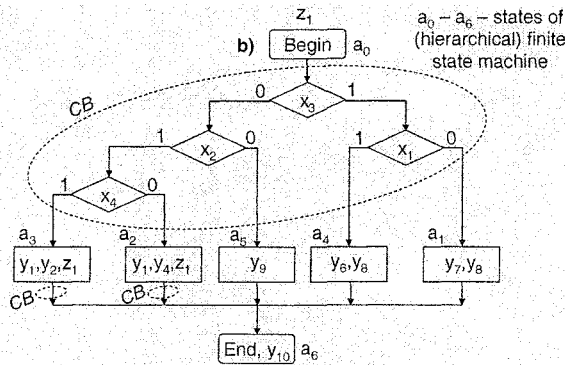 z₁
b) Begin a₀
a₀ – a₆ – states of
(hierarchical) finite
state machine
CB
0 x₃ 1
1 x₂ 0
1 x₁ 0
1 x₄ 0
a₃ a₂ a₅ a₄ a₁
y₁,y₂,z₁ y₁,y₄,z₁ y₉ y₆,y₈ y₇,y₈
CB CB
End, y₁₀ a₆